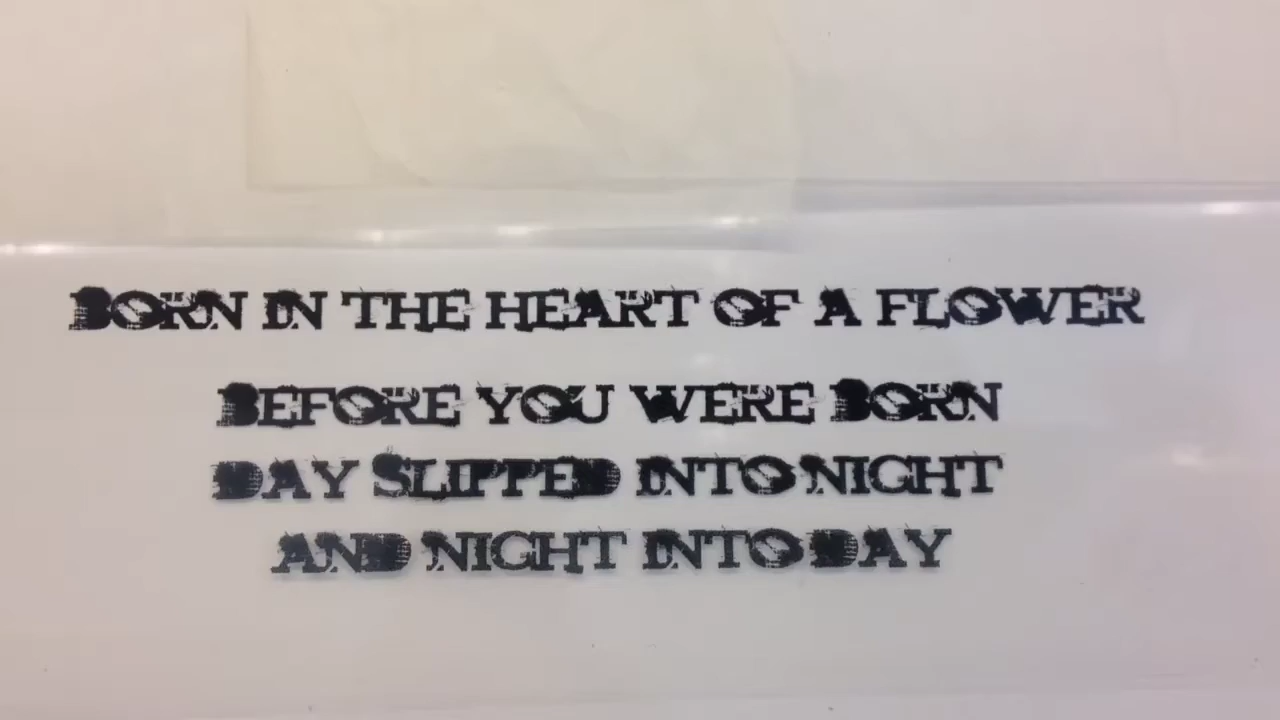 BORN IN THE HEART OF A FLOWER
BEFORE YOU WERE BORN
DAY SLIPPED INTO NIGHT
AND NIGHT INTO DAY